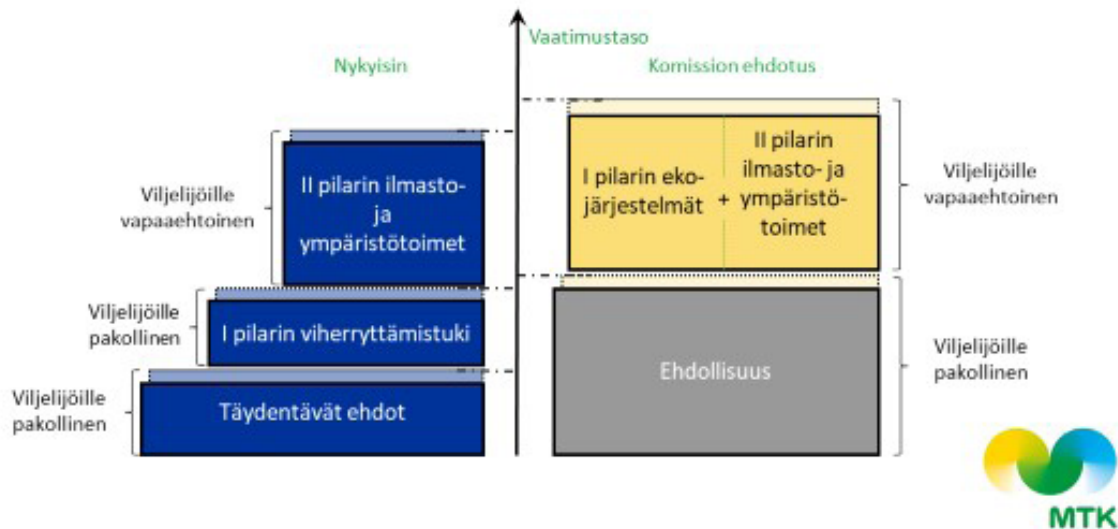 Vaatimustaso
Nykyisin
Komission ehdotus
Viljelijöille
vapaaehtoinen
II pilarin ilmasto-
ja
ympäristötoimet
Viljelijöille
pakollinen
I pilarin viherryttämistuki
Viljelijöille
pakollinen
Täydentävät ehdot
I pilarin eko-
järjestelmät
+
II pilarin
ilmasto- ja
ympäristö-
toimet
Viljelijöille
vapaaehtoinen
Ehdollisuus
Viljelijöille
pakollinen
MTK